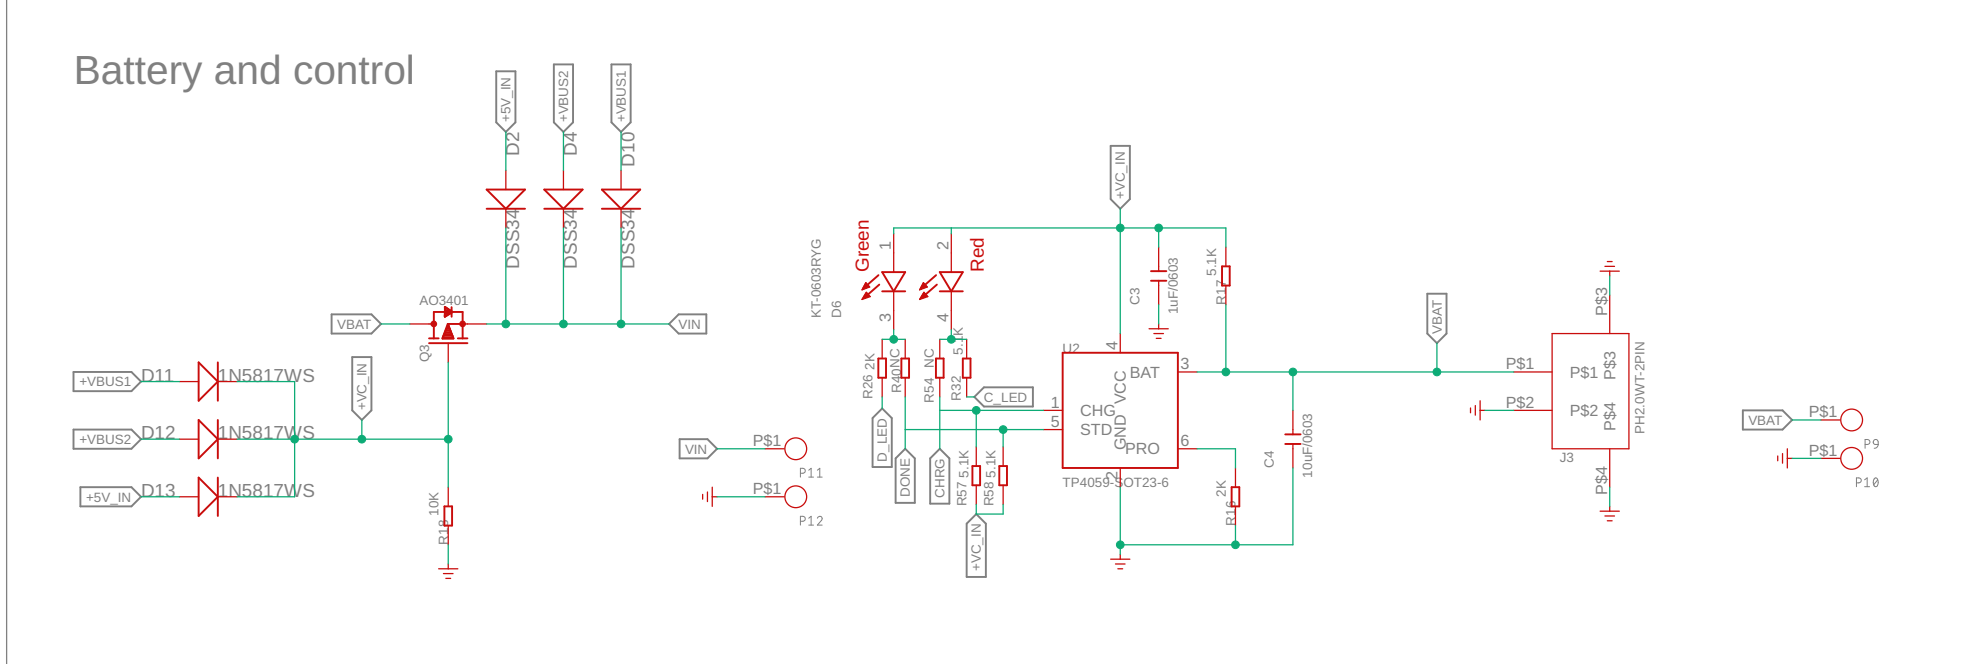 Battery and control
+5V_IN
+VBUS2
+VBUS1
D2
D4
D10
DSS34
DSS34
DSS34
AO3401
VBAT
VIN
Q3
+VC_IN
+VBUS1
D11
1N5817WS
+VBUS2
D12
1N5817WS
+5V_IN
D13
1N5817WS
10K
R18
VIN
P$1
P11
P$1
P12
KT-0603RYG
D6
Green
Red
1
2
3
4
R26 2K
R40
NC
R54 NC
R32 5.1K
D_LED
DONE
CHRG
C_LED
R57 5.1K
R58 5.1K
+VC_IN
+VC_IN
C3
1uF/0603
5.1K
R17
U2
4
VCC
BAT
3
1
CHG
5
STD
GND
PRO
6
2
TP4059-SOT23-6
2K
R16
C4
10uF/0603
VBAT
P$1
P$1
P$2
P$2
P$3
P$3
P$4
P$4
PH2.0WT-2PIN
J3
VBAT
P$1
P9
P$1
P10